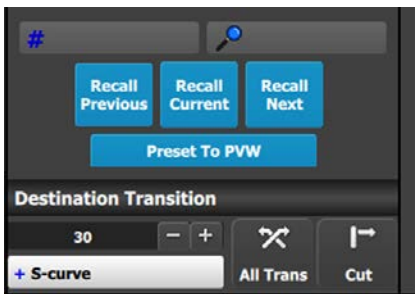 #
Recall Previous
Recall Current
Recall Next
Preset To PVW
Destination Transition
30 − +
+ S-curve
All Trans
Cut